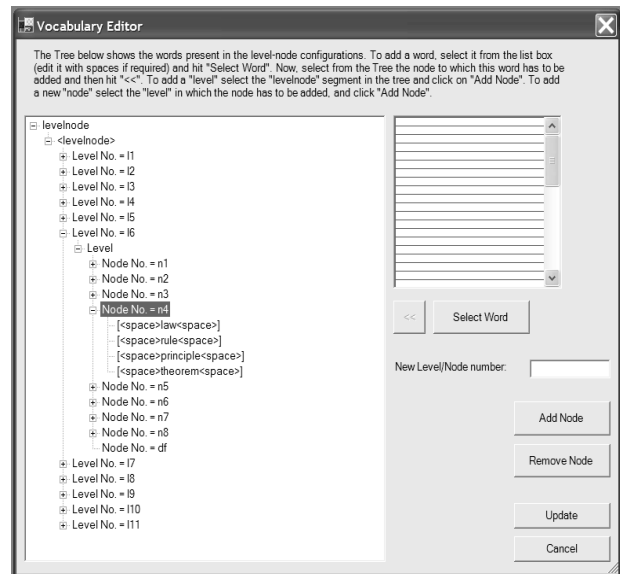 Vocabulary Editor
The Tree below shows the words present in the level-node configurations. To add a word, select it from the list box
(edit it with spaces if required) and hit "Select Word". Now, select from the Tree the node to which this word has to be
added and then hit "<<". To add a "level" select the "levelnode" segment in the tree and click on "Add Node". To add
a new "node" select the "level" in which the node has to be added, and click "Add Node".
levelnode
<levelnode>
Level No. = l1
Level No. = l2
Level No. = l3
Level No. = l4
Level No. = l5
Level No. = l6
Level
Node No. = n1
Node No. = n2
Node No. = n3
Node No. = n4
[<space>law<space>]
[<space>rule<space>]
[<space>principle<space>]
[<space>theorem<space>]
Node No. = n5
Node No. = n6
Node No. = n7
Node No. = n8
Node No. = df
Level No. = l7
Level No. = l8
Level No. = l9
Level No. = l10
Level No. = l11
<< Select Word
New Level/Node number:
Add Node
Remove Node
Update
Cancel